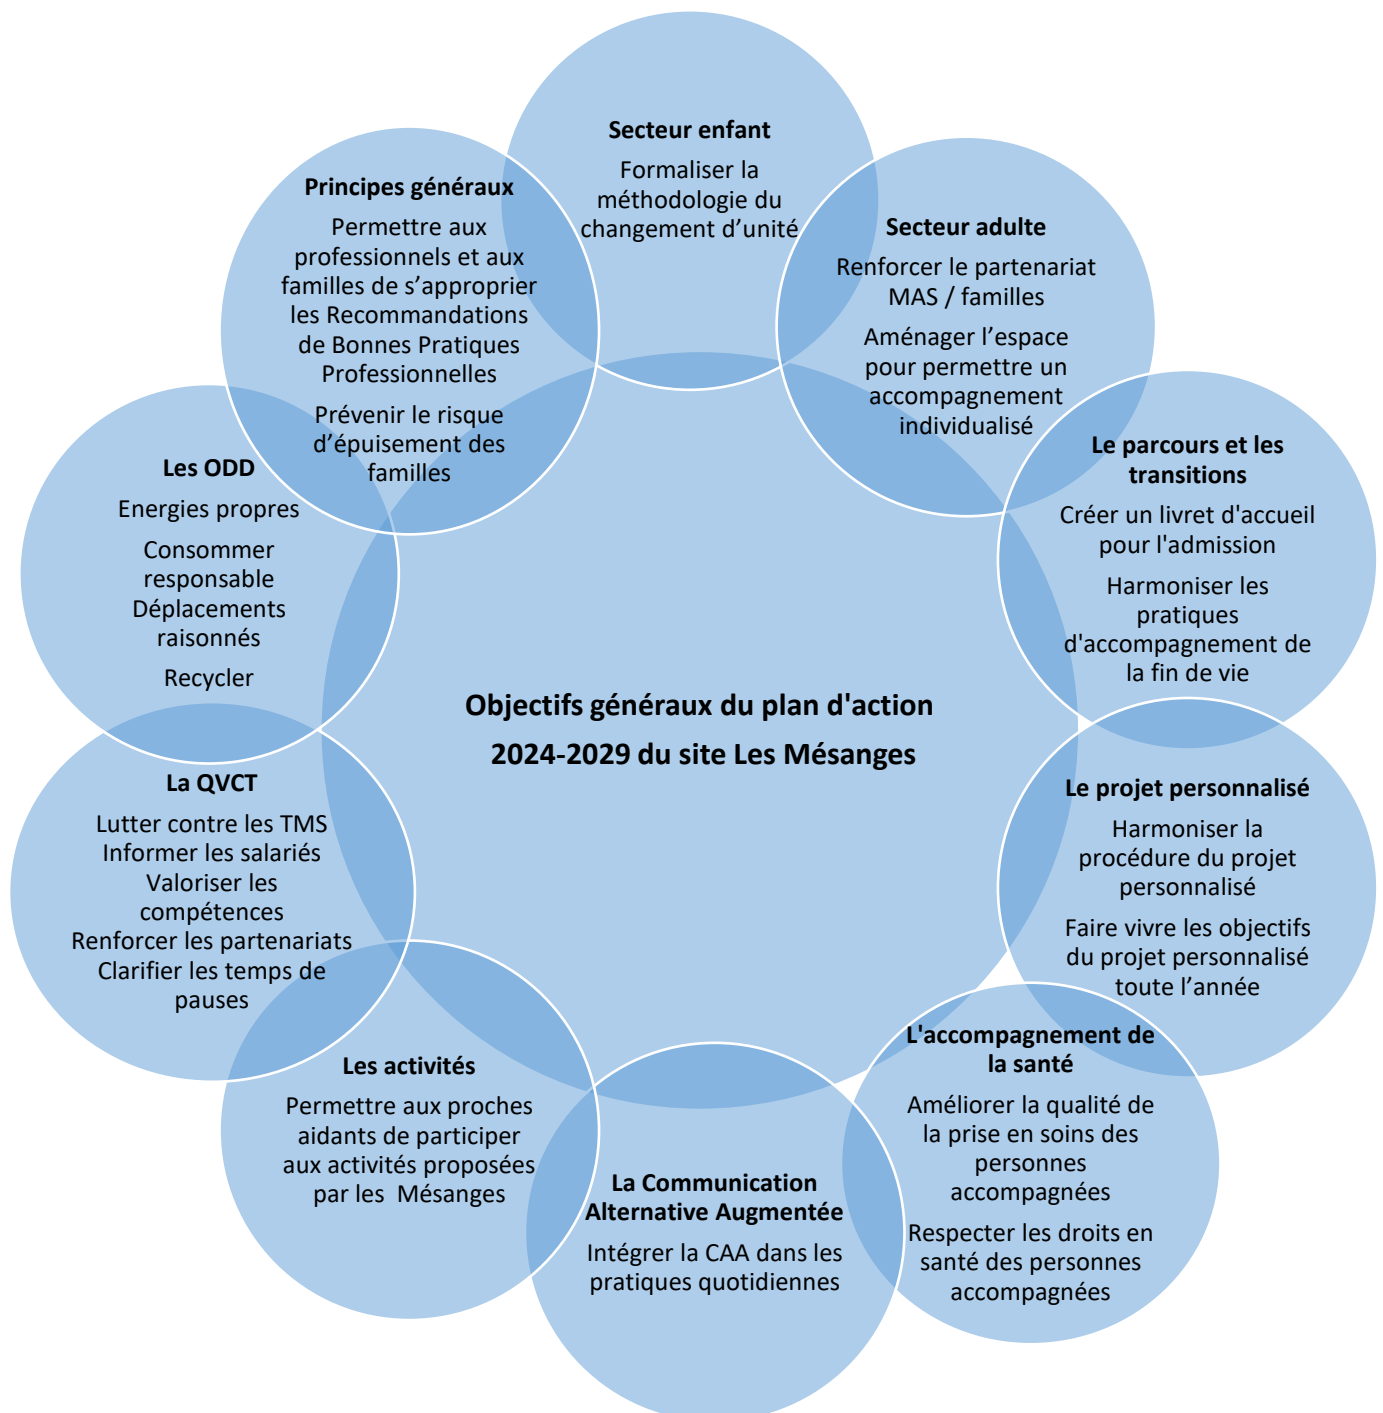 Secteur enfant
Formaliser la
méthodologie du
changement d’unité
Secteur adulte
Renforcer le partenariat
MAS / familles
Aménager l’espace
pour permettre un
accompagnement
individualisé
Le parcours et les
transitions
Créer un livret d'accueil
pour l'admission
Harmoniser les
pratiques
d'accompagnement de
la fin de vie
Le projet personnalisé
Harmoniser la
procédure du projet
personnalisé
Faire vivre les objectifs
du projet personnalisé
toute l’année
L'accompagnement de
la santé
Améliorer la qualité de
la prise en soins des
personnes
accompagnées
Respecter les droits en
santé des personnes
accompagnées
La Communication
Alternative Augmentée
Intégrer la CAA dans les
pratiques quotidiennes
Les activités
Permettre aux proches
aidants de participer
aux activités proposées
par les Mésanges
La QVCT
Lutter contre les TMS
Informer les salariés
Valoriser les
compétences
Renforcer les partenariats
Clarifier les temps de
pauses
Les ODD
Energies propres
Consommer
responsable
Déplacements
raisonnés
Recycler
Principes généraux
Permettre aux
professionnels et aux
familles de s’approprier
les Recommandations
de Bonnes Pratiques
Professionnelles
Prévenir le risque
d’épuisement des
familles
Objectifs généraux du plan d'action
2024-2029 du site Les Mésanges